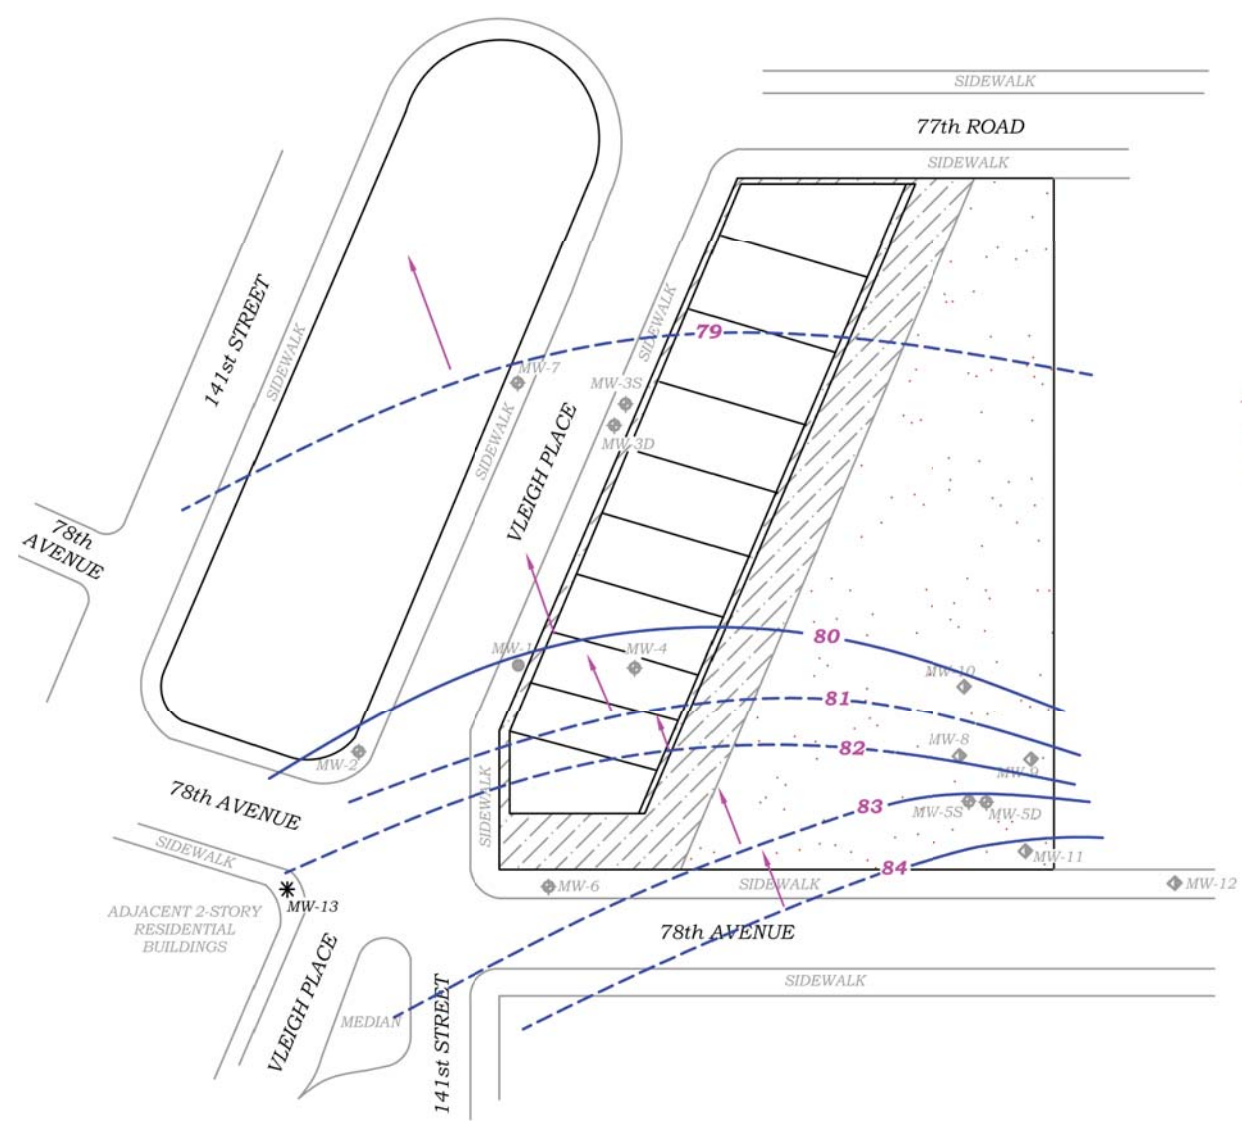 SIDEWALK
77th ROAD
SIDEWALK
141st STREET
SIDEWALK
SIDEWALK
79
MW-7
MW-3S
MW-3D
SIDEWALK
VLEIGH PLACE
78th
AVENUE
80
MW-1
MW-4
MW-10
81
82
MW-8
MW-9
MW-2
78th AVENUE
SIDEWALK
83
MW-5S
MW-5D
SIDEWALK
84
MW-11
MW-6
SIDEWALK
MW-12
MW-13
ADJACENT 2-STORY
RESIDENTIAL
BUILDINGS
78th AVENUE
VLEIGH PLACE
SIDEWALK
MEDIAN
141st STREET